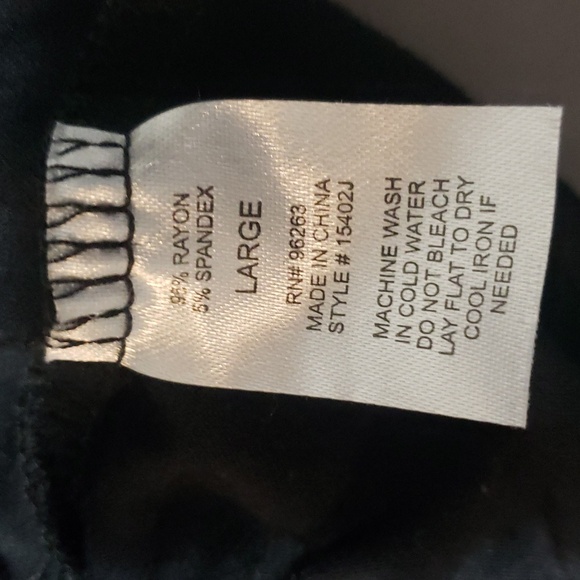 95% RAYON
5% SPANDEX
LARGE
RN# 96263
MADE IN CHINA
STYLE # 15402J
MACHINE WASH
IN COLD WATER
DO NOT BLEACH
LAY FLAT TO DRY
COOL IRON IF
NEEDED